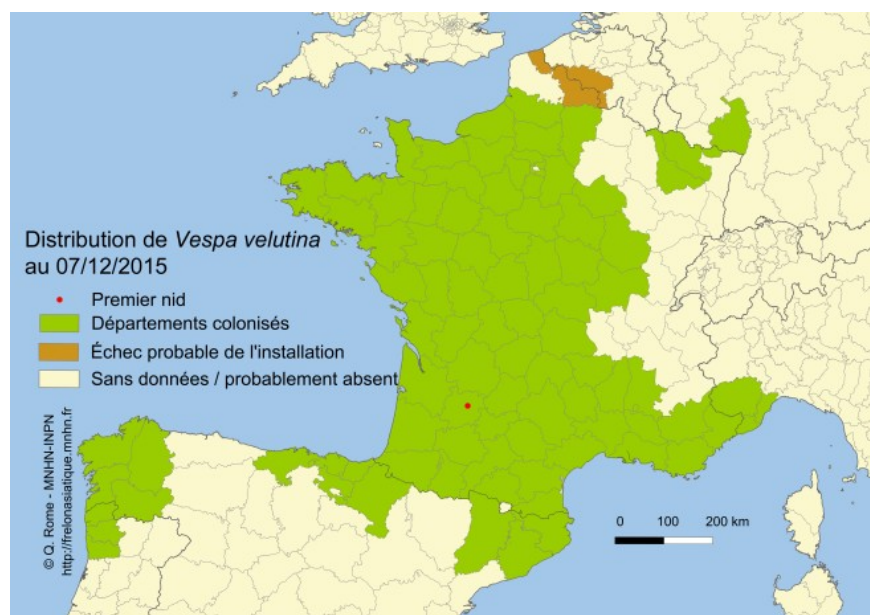 Distribution de Vespa velutina
au 07/12/2015
Premier nid
Départements colonisés
Échec probable de l'installation
Sans données / probablement absent
© Q. Rome - MNHN-INPN
http://frelonasiatique.mnhn.fr
0 100 200 km